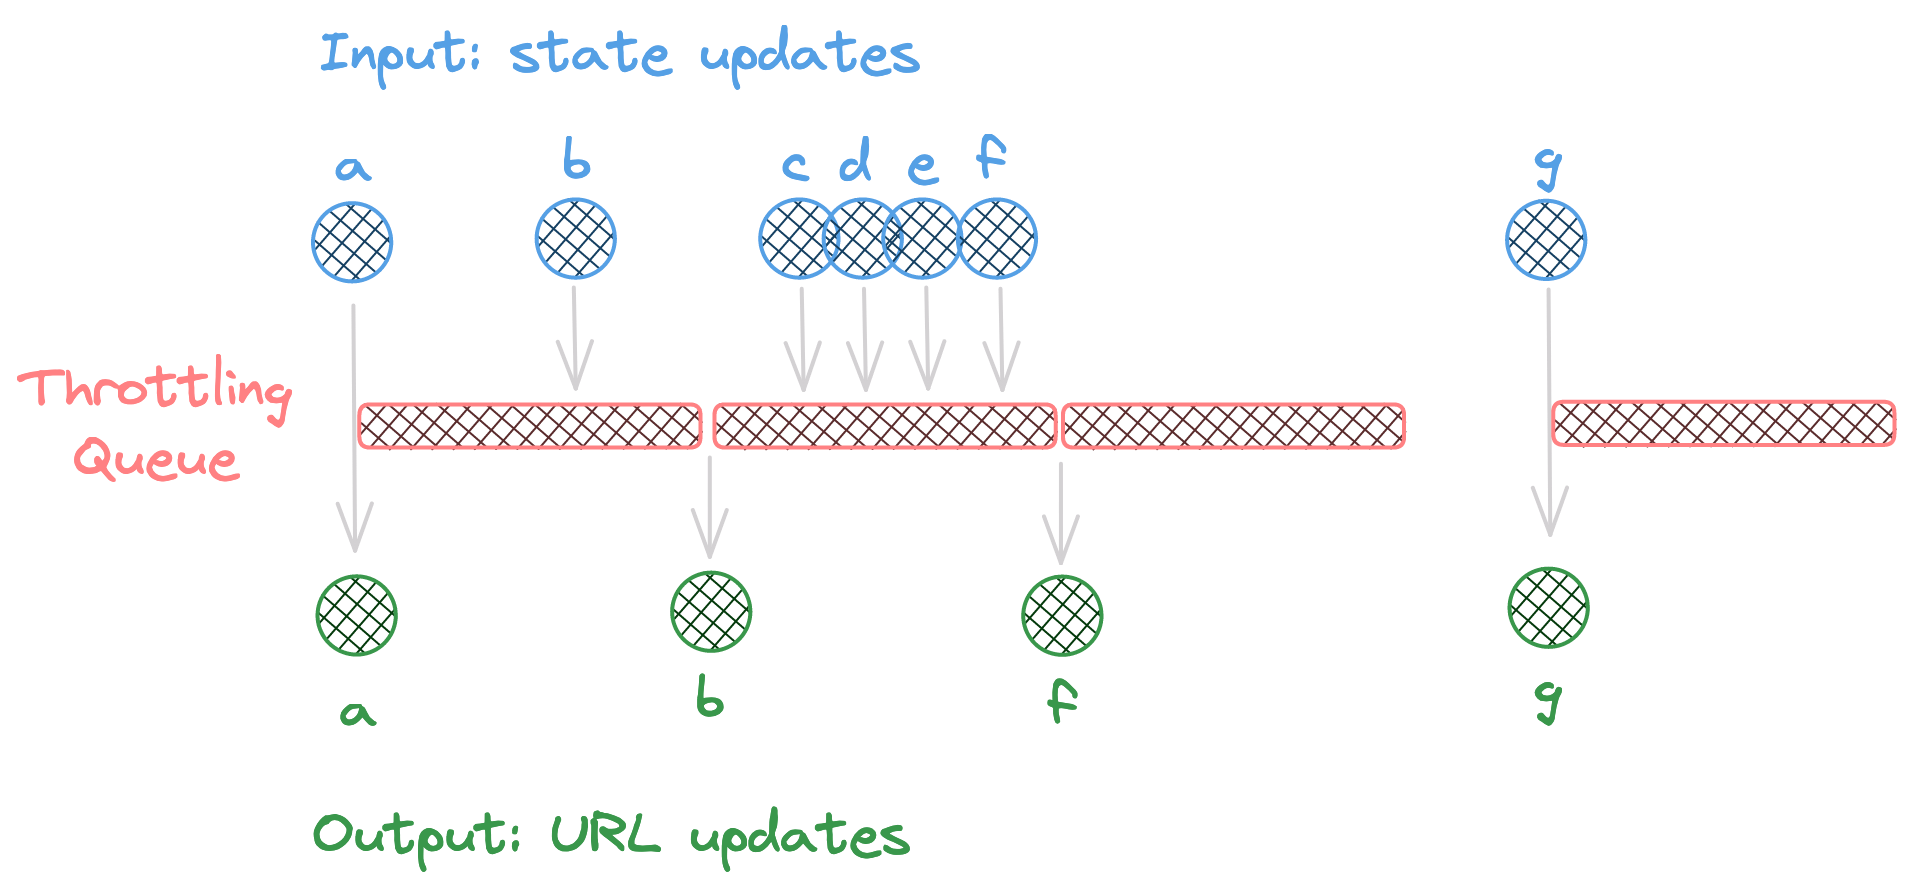 Input: state updates
a b c d e f g
Throttling
Queue
a b f g
Output: URL updates